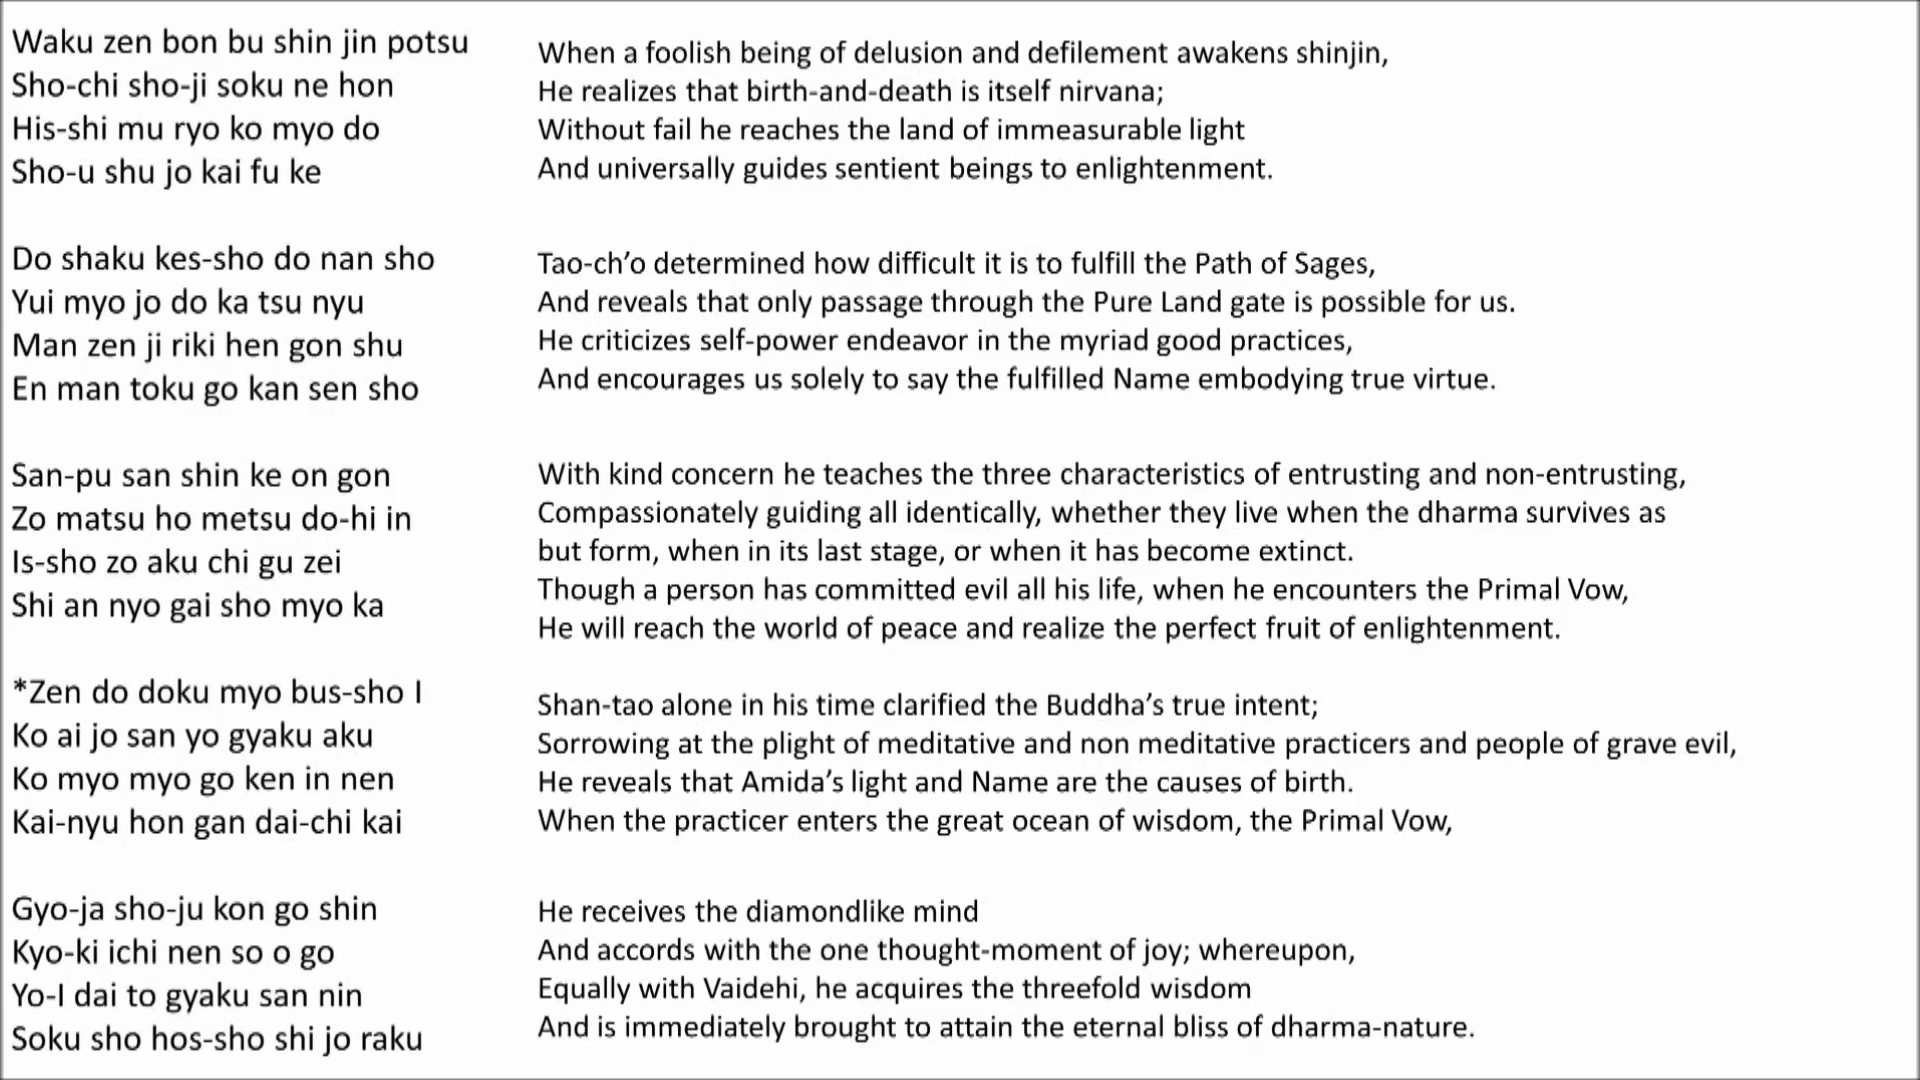 Waku zen bon bu shin jin potsu
Sho-chi sho-ji soku ne hon
His-shi mu ryo ko myo do
Sho-u shu jo kai fu ke
When a foolish being of delusion and defilement awakens shinjin,
He realizes that birth-and-death is itself nirvana;
Without fail he reaches the land of immeasurable light
And universally guides sentient beings to enlightenment.
Do shaku kes-sho do nan sho
Yui myo jo do ka tsu nyu
Man zen ji riki hen gon shu
En man toku go kan sen sho
Tao-ch’o determined how difficult it is to fulfill the Path of Sages,
And reveals that only passage through the Pure Land gate is possible for us.
He criticizes self-power endeavor in the myriad good practices,
And encourages us solely to say the fulfilled Name embodying true virtue.
San-pu san shin ke on gon
Zo matsu ho metsu do-hi in
Is-sho zo aku chi gu zei
Shi an nyo gai sho myo ka
With kind concern he teaches the three characteristics of entrusting and non-entrusting,
Compassionately guiding all identically, whether they live when the dharma survives as
but form, when in its last stage, or when it has become extinct.
Though a person has committed evil all his life, when he encounters the Primal Vow,
He will reach the world of peace and realize the perfect fruit of enlightenment.
*Zen do doku myo bus-sho I
Ko ai jo san yo gyaku aku
Ko myo myo go ken in nen
Kai-nyu hon gan dai-chi kai
Shan-tao alone in his time clarified the Buddha’s true intent;
Sorrowing at the plight of meditative and non meditative practicers and people of grave evil,
He reveals that Amida’s light and Name are the causes of birth.
When the practicer enters the great ocean of wisdom, the Primal Vow,
Gyo-ja sho-ju kon go shin
Kyo-ki ichi nen so o go
Yo-I dai to gyaku san nin
Soku sho hos-sho shi jo raku
He receives the diamondlike mind
And accords with the one thought-moment of joy; whereupon,
Equally with Vaidehi, he acquires the threefold wisdom
And is immediately brought to attain the eternal bliss of dharma-nature.